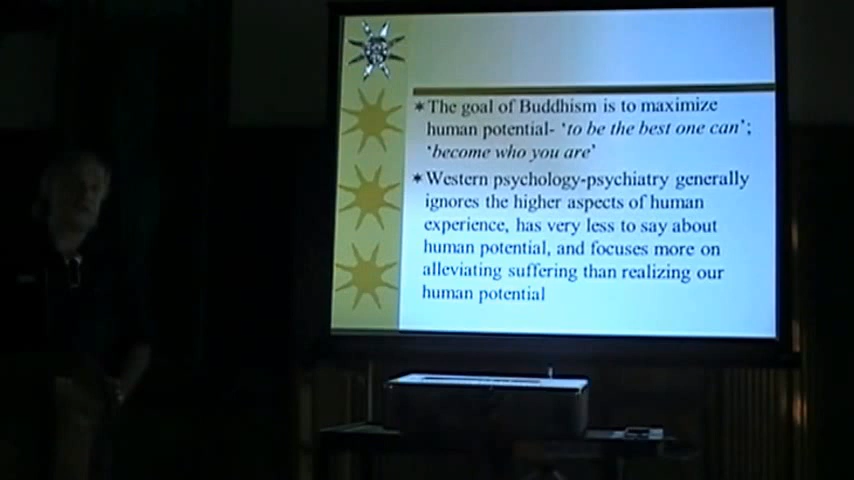 The goal of Buddhism is to maximize
human potential- 'to be the best one can';
'become who you are'
Western psychology-psychiatry generally
ignores the higher aspects of human
experience, has very less to say about
human potential, and focuses more on
alleviating suffering than realizing our
human potential